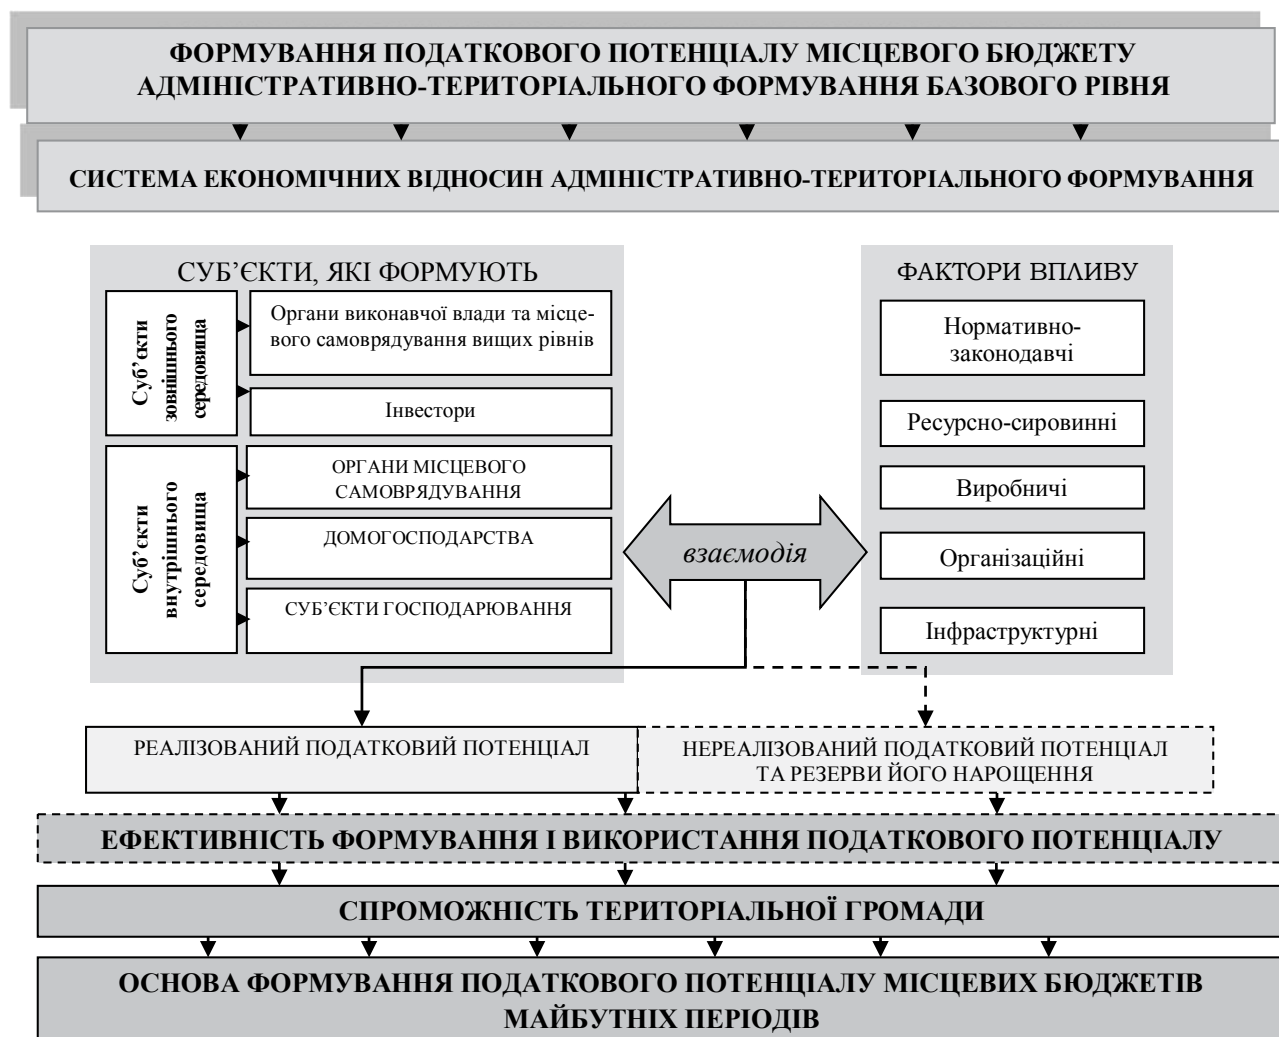 ФОРМУВАННЯ ПОДАТКОВОГО ПОТЕНЦІАЛУ МІСЦЕВОГО БЮДЖЕТУ
АДМІНІСТРАТИВНО-ТЕРИТОРІАЛЬНОГО ФОРМУВАННЯ БАЗОВОГО РІВНЯ
СИСТЕМА ЕКОНОМІЧНИХ ВІДНОСИН АДМІНІСТРАТИВНО-ТЕРИТОРІАЛЬНОГО ФОРМУВАННЯ
СУБ’ЄКТИ, ЯКІ ФОРМУЮТЬ
Суб’єкти
зовнішнього
середовища
Органи виконавчої влади та місце-
вого самоврядування вищих рівнів
Інвестори
Суб’єкти
внутрішнього
середовища
ОРГАНИ МІСЦЕВОГО
САМОВРЯДУВАННЯ
ДОМОГОСПОДАРСТВА
СУБ’ЄКТИ ГОСПОДАРЮВАННЯ
взаємодія
ФАКТОРИ ВПЛИВУ
Нормативно-
законодавчі
Ресурсно-сировинні
Виробничі
Організаційні
Інфраструктурні
РЕАЛІЗОВАНИЙ ПОДАТКОВИЙ ПОТЕНЦІАЛ
НЕРЕАЛІЗОВАНИЙ ПОДАТКОВИЙ ПОТЕНЦІАЛ
ТА РЕЗЕРВИ ЙОГО НАРОЩЕННЯ
ЕФЕКТИВНІСТЬ ФОРМУВАННЯ І ВИКОРИСТАННЯ ПОДАТКОВОГО ПОТЕНЦІАЛУ
СПРОМОЖНІСТЬ ТЕРИТОРІАЛЬНОЇ ГРОМАДИ
ОСНОВА ФОРМУВАННЯ ПОДАТКОВОГО ПОТЕНЦІАЛУ МІСЦЕВИХ БЮДЖЕТІВ
МАЙБУТНІХ ПЕРІОДІВ